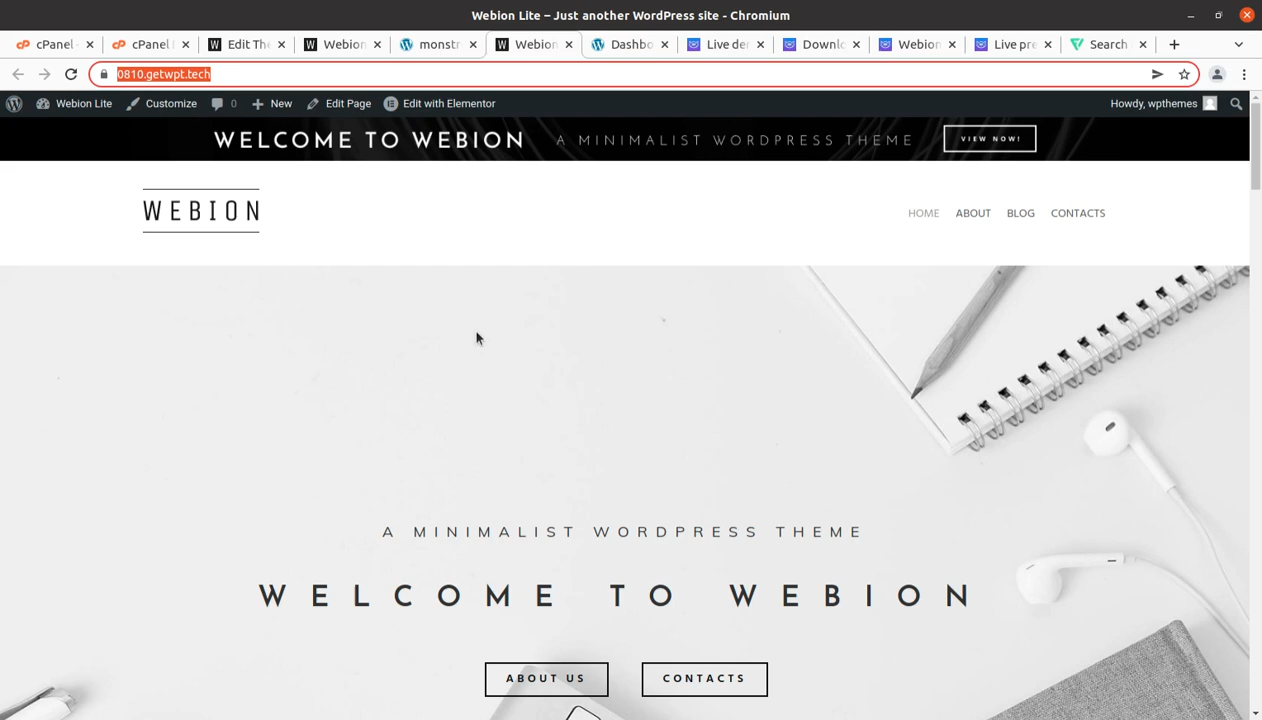 Webion Lite – Just another WordPress site - Chromium
cPanel -
cPanel
Edit The
Webion
monstr
Webion
Dashbo
Live der
Downlo
Webion
Live pre
Search
0810.getwpt.tech
Webion Lite
Customize
0
New
Edit Page
Edit with Elementor
Howdy, wpthemes
WELCOME TO WEBION
A MINIMALIST WORDPRESS THEME
VIEW NOW!
WEBION
HOME
ABOUT
BLOG
CONTACTS
A MINIMALIST WORDPRESS THEME
WELCOME TO WEBION
ABOUT US
CONTACTS